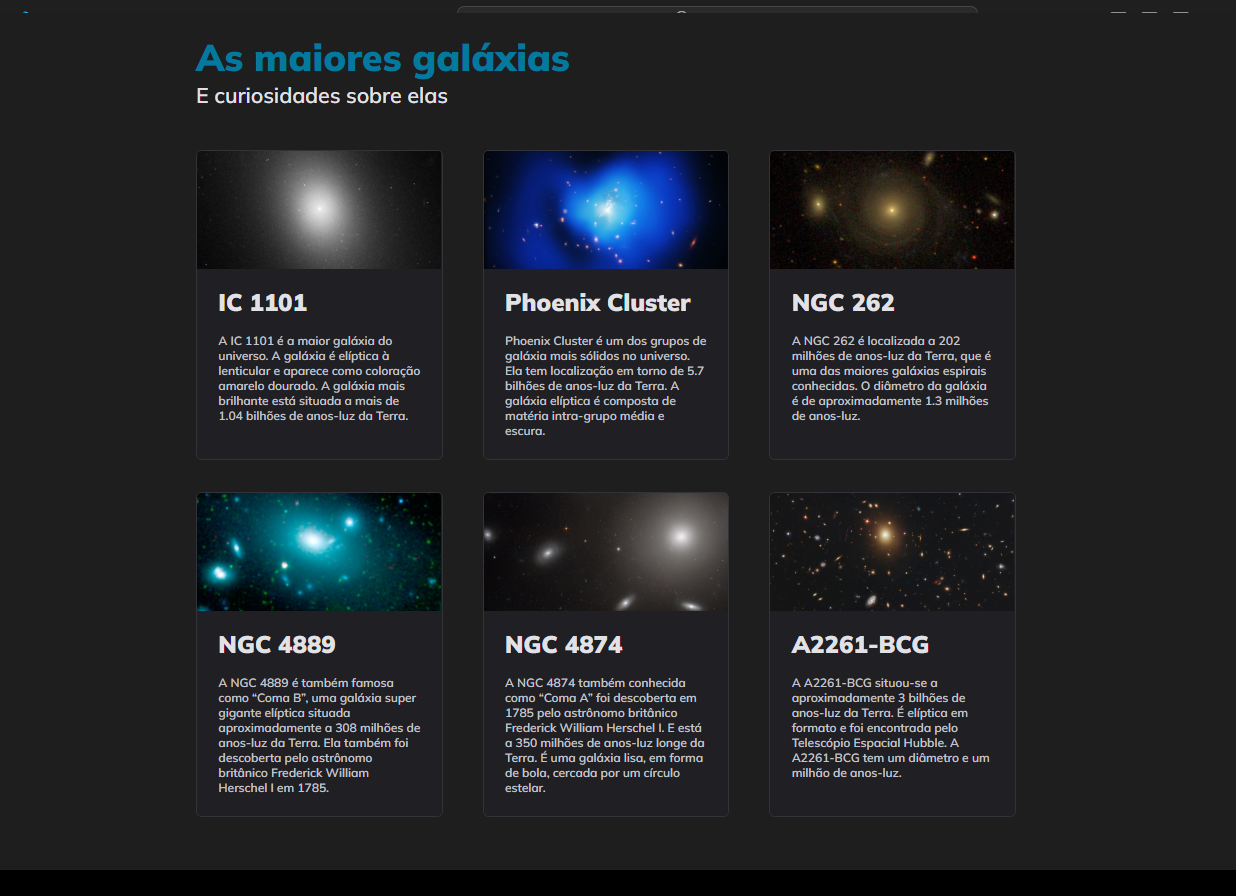 As maiores galáxias
E curiosidades sobre elas
IC 1101
A IC 1101 é a maior galáxia do
universo. A galáxia é elíptica à
lenticular e aparece como coloração
amarelo dourado. A galáxia mais
brilhante está situada a mais de
1.04 bilhões de anos-luz da Terra.
Phoenix Cluster
Phoenix Cluster é um dos grupos de
galáxia mais sólidos no universo.
Ela tem localização em torno de 5.7
bilhões de anos-luz da Terra. A
galáxia elíptica é composta de
matéria intra-grupo média e
escura.
NGC 262
A NGC 262 é localizada a 202
milhões de anos-luz da Terra, que é
uma das maiores galáxias espirais
conhecidas. O diâmetro da galáxia
é de aproximadamente 1.3 milhões
de anos-luz.
NGC 4889
A NGC 4889 é também famosa
como “Coma B”, uma galáxia super
gigante elíptica situada
aproximadamente a 308 milhões de
anos-luz da Terra. Ela também foi
descoberta pelo astrônomo
britânico Frederick William
Herschel I em 1785.
NGC 4874
A NGC 4874 também conhecida
como “Coma A” foi descoberta em
1785 pelo astrônomo britânico
Frederick William Herschel I. E está
a 350 milhões de anos-luz longe da
Terra. É uma galáxia lisa, em forma
de bola, cercada por um círculo
estelar.
A2261-BCG
A A2261-BCG situou-se a
aproximadamente 3 bilhões de
anos-luz da Terra. É elíptica em
formato e foi encontrada pelo
Telescópio Espacial Hubble. A
A2261-BCG tem um diâmetro e um
milhão de anos-luz.